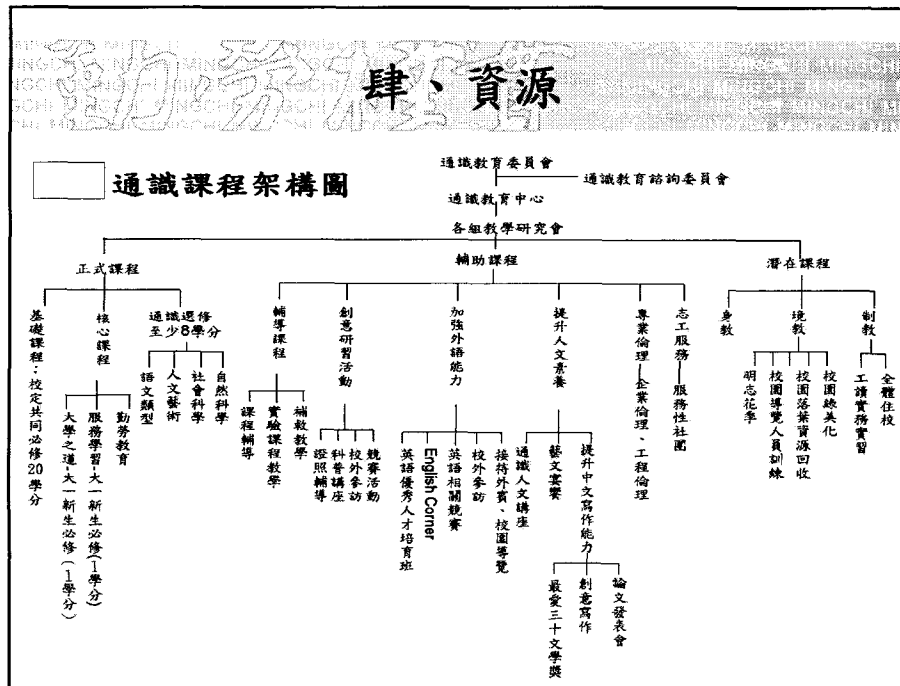 肆、資源
通識課程架構圖
通識教育委員會
通識教育諮詢委員會
通識教育中心
各組教學研究會
正式課程
輔助課程
潛在課程
基礎課程：校定共同必修20學分
核心課程
通識選修
至少8學分
大學之道-大一新生必修(1學分)
服務學習-大一新生必修(1學分)
勤勞教育
語文類型
人文藝術
社會科學
自然科學
輔導課程
創意研習活動
加強外語能力
提升人文素養
專業倫理-企業倫理、工程倫理
志工服務-服務性社團
課程輔導
實驗課程教學
補救教學
證照輔導
科普講座
校外參訪
競賽活動
英語優秀人才培育班
English Corner
英語相關競賽
校外參訪
接待外賓、校園導覽
通識人文講座
藝文宴饗
提升中文寫作能力
最愛三十文學獎
創意寫作
論文發表會
身教
境教
制教
明志花季
校園導覽人員訓練
校園落葉資源回收
校園綠美化
工讀實務實習
全體住校